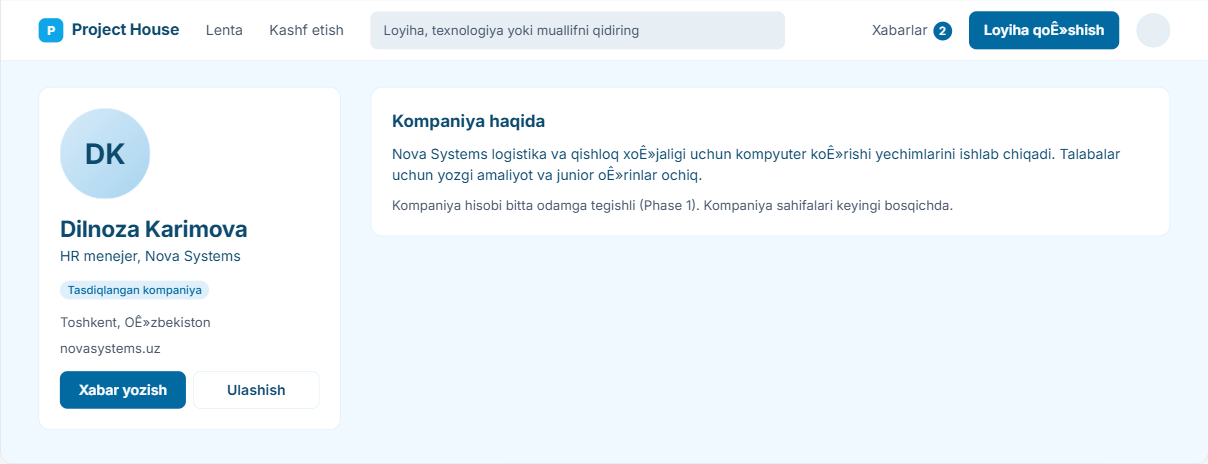 P Project House Lenta Kashf etish Loyiha, texnologiya yoki muallifni qidiring Xabarlar 2 Loyiha qoÊ»shish
DK
Dilnoza Karimova
HR menejer, Nova Systems
Tasdiqlangan kompaniya
Toshkent, OÊ»zbekiston
novasystems.uz
Xabar yozish Ulashish
Kompaniya haqida
Nova Systems logistika va qishloq xoÊ»jaligi uchun kompyuter koÊ»rishi yechimlarini ishlab chiqadi. Talabalar
uchun yozgi amaliyot va junior oÊ»rinlar ochiq.
Kompaniya hisobi bitta odamga tegishli (Phase 1). Kompaniya sahifalari keyingi bosqichda.